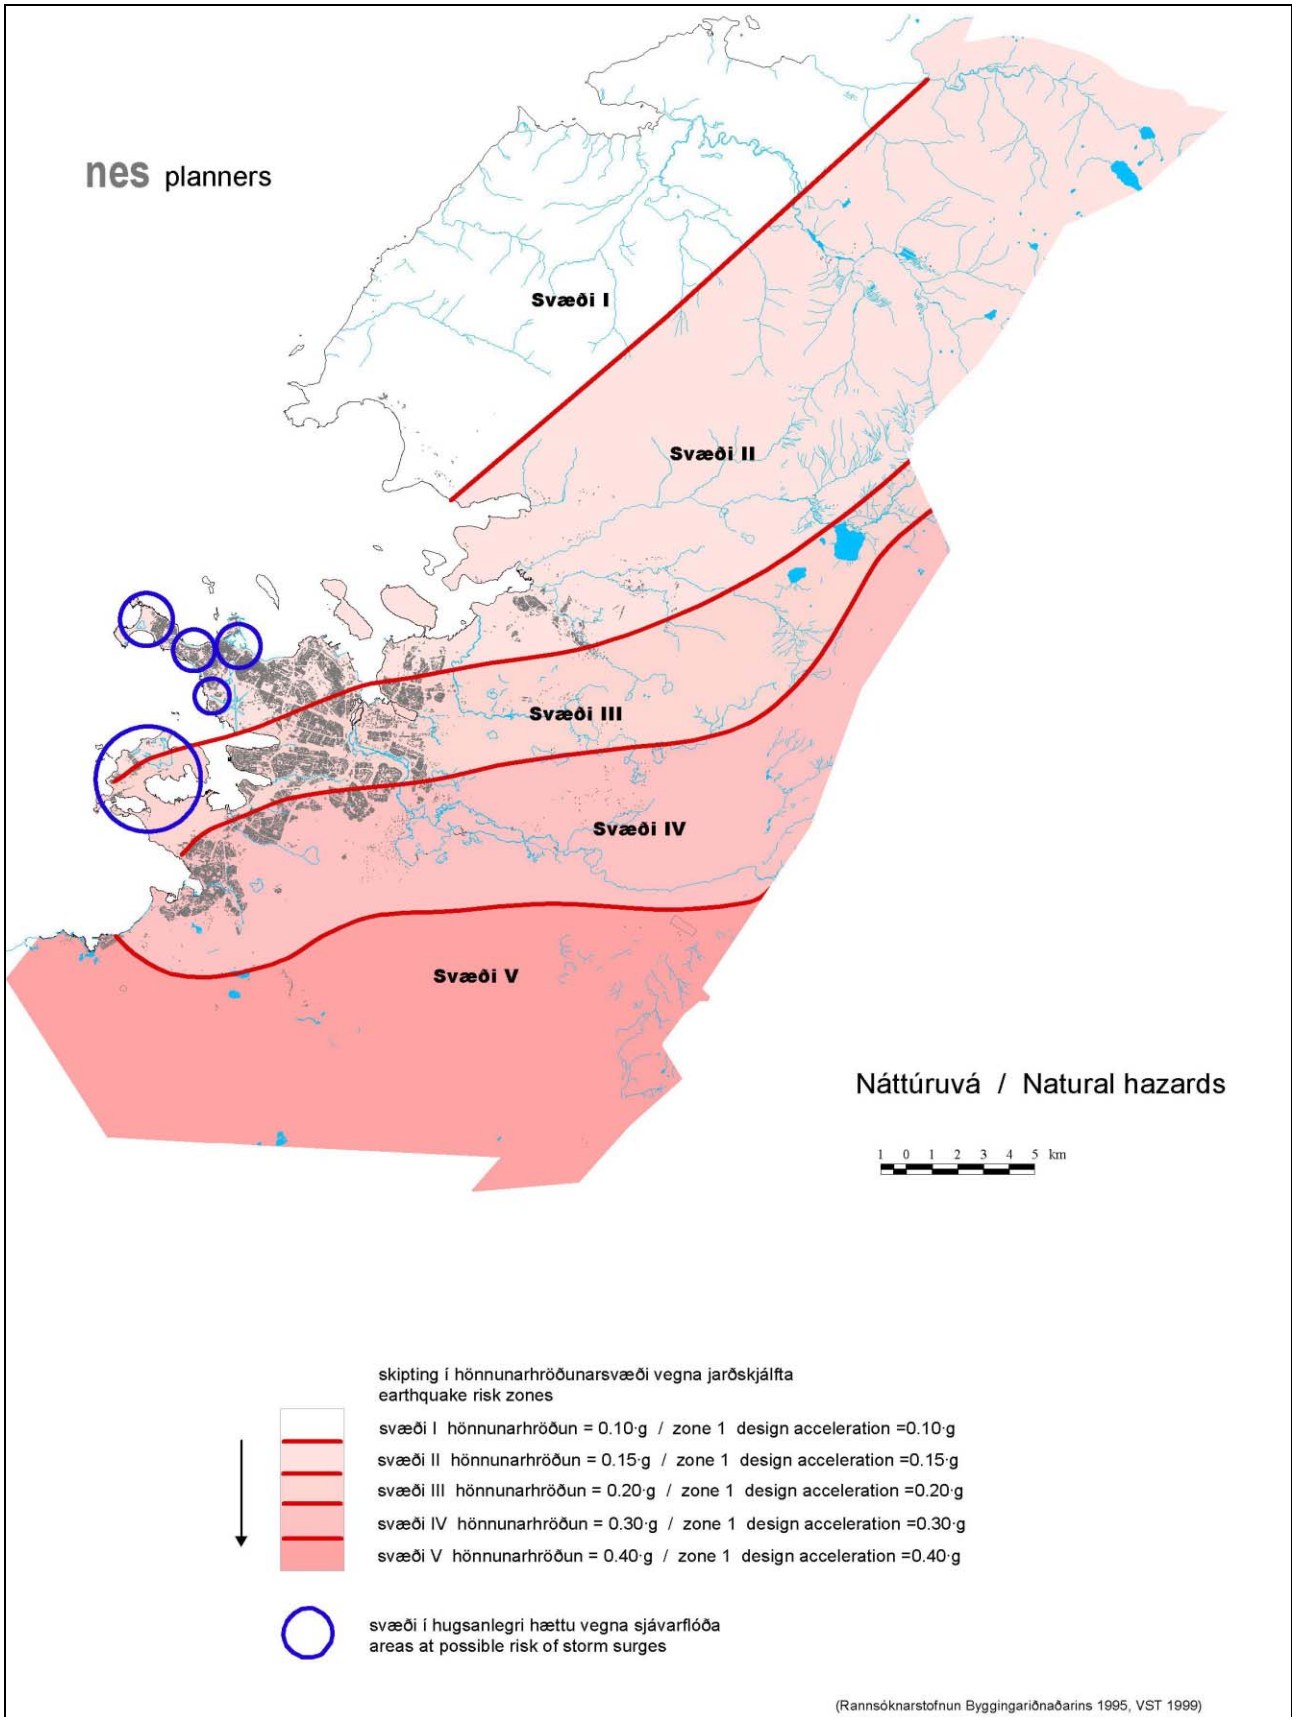 nes planners
Svæði I
Svæði II
Svæði III
Svæði IV
Svæði V
Náttúruvá / Natural hazards
1 0 1 2 3 4 5 km
skipting í hönnunarhröðunarsvæði vegna jarðskjálfta
earthquake risk zones
svæði I hönnunarhröðun = 0.10·g / zone 1 design acceleration =0.10·g
svæði II hönnunarhröðun = 0.15·g / zone 1 design acceleration =0.15·g
svæði III hönnunarhröðun = 0.20·g / zone 1 design acceleration =0.20·g
svæði IV hönnunarhröðun = 0.30·g / zone 1 design acceleration =0.30·g
svæði V hönnunarhröðun = 0.40·g / zone 1 design acceleration =0.40·g
svæði í hugsanlegri hættu vegna sjávarflóða
areas at possible risk of storm surges
(Rannsóknarstofnun Byggingariðnaðarins 1995, VST 1999)